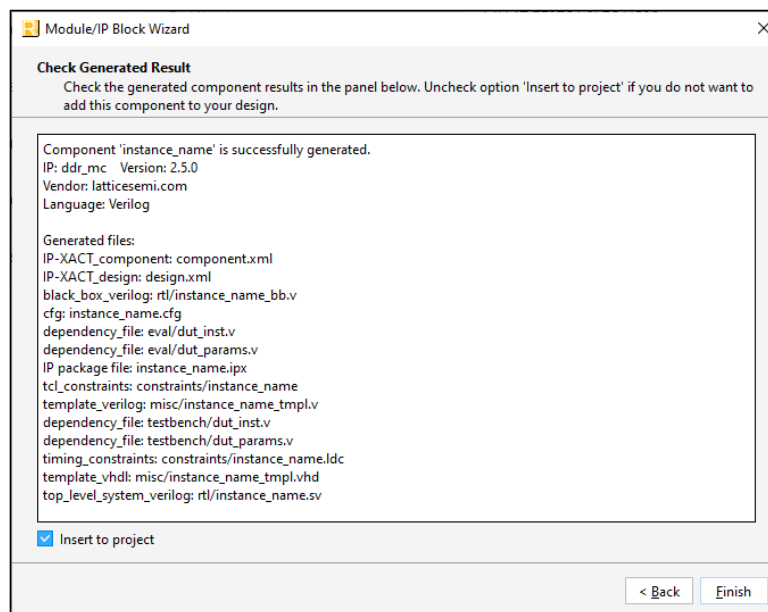 Module/IP Block Wizard
Check Generated Result
Check the generated component results in the panel below. Uncheck option 'Insert to project' if you do not want to
add this component to your design.
Component 'instance_name' is successfully generated.
IP: ddr_mc    Version: 2.5.0
Vendor: latticesemi.com
Language: Verilog
Generated files:
IP-XACT_component: component.xml
IP-XACT_design: design.xml
black_box_verilog: rtl/instance_name_bb.v
cfg: instance_name.cfg
dependency_file: eval/dut_inst.v
dependency_file: eval/dut_params.v
IP package file: instance_name.ipx
tcl_constraints: constraints/instance_name
template_verilog: misc/instance_name_tmpl.v
dependency_file: testbench/dut_inst.v
dependency_file: testbench/dut_params.v
timing_constraints: constraints/instance_name.ldc
template_vhdl: misc/instance_name_tmpl.vhd
top_level_system_verilog: rtl/instance_name.sv
Insert to project
< Back
Finish